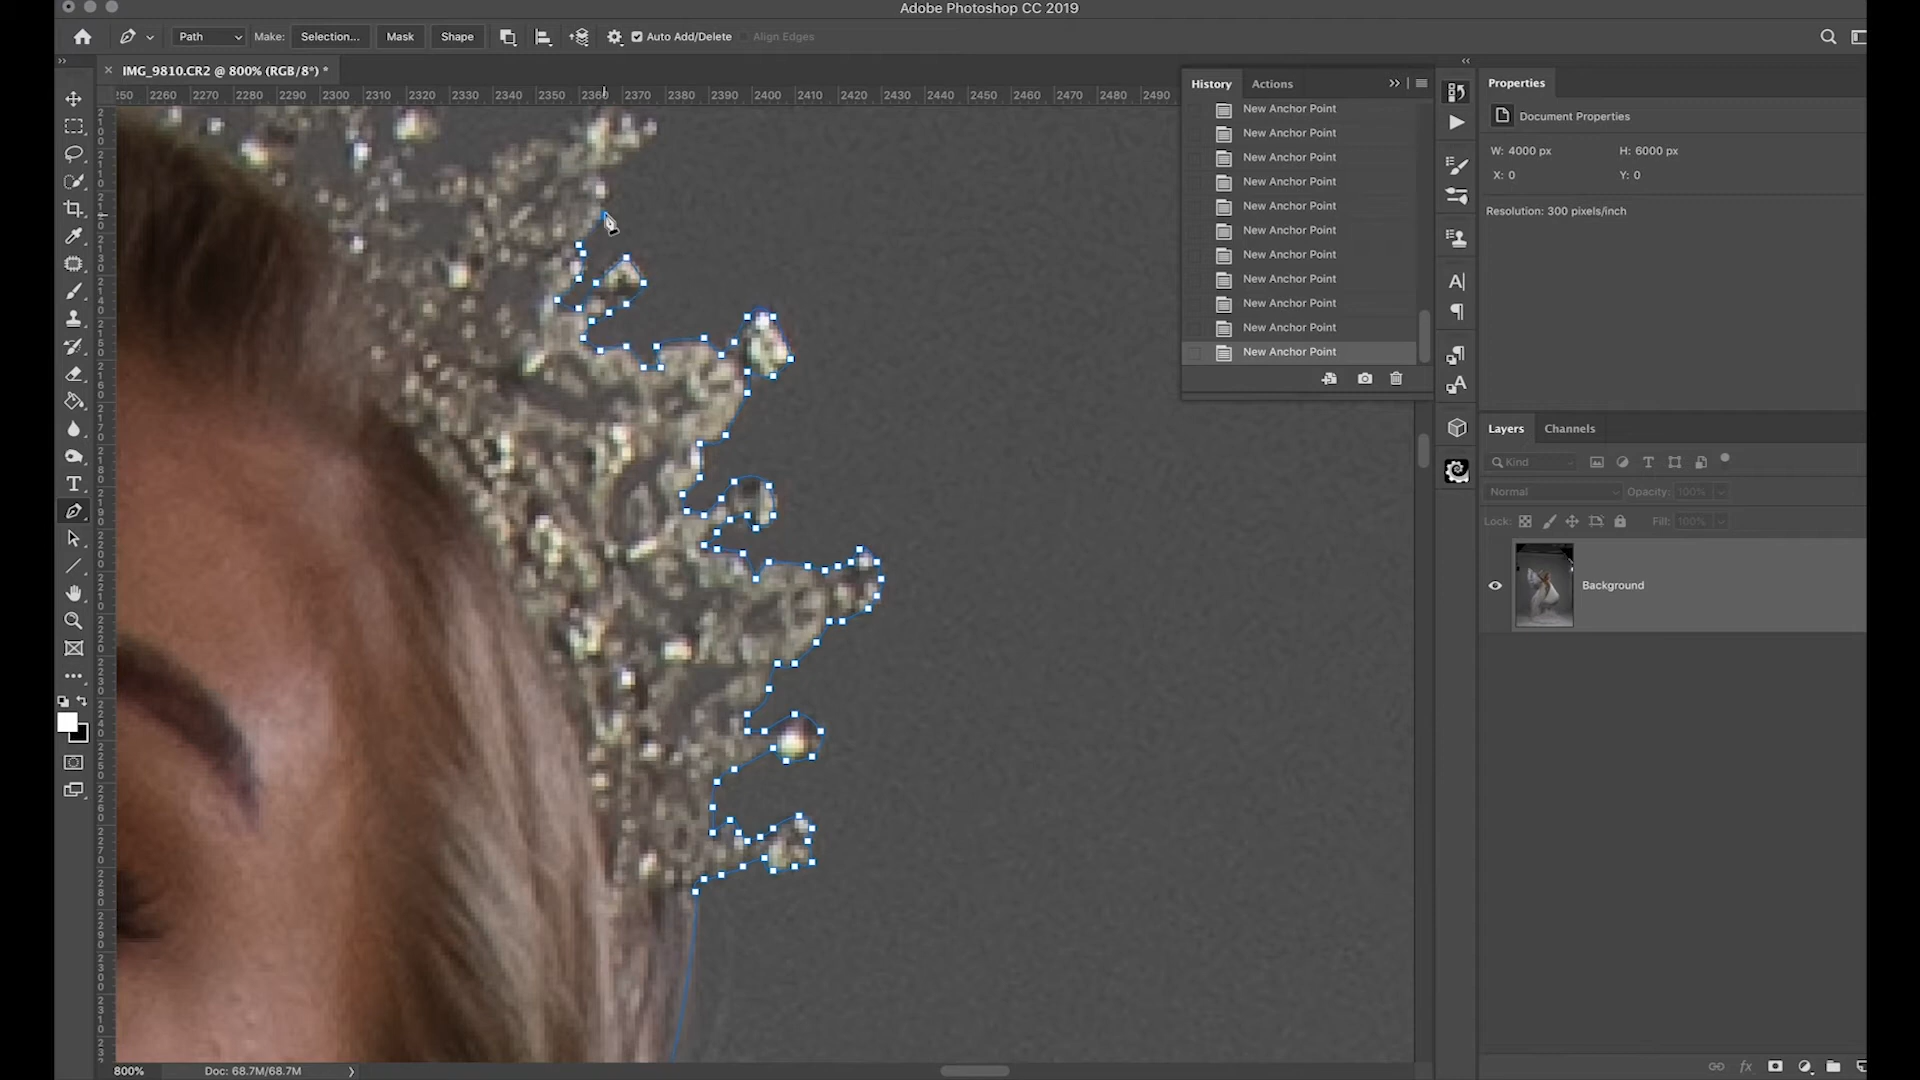 Adobe Photoshop CC 2019
Path Make: Selection... Mask Shape Auto Add/Delete Align Edges
IMG_9810.CR2 @ 800% (RGB/8*) *
2260 2270 2280 2290 2300 2310 2320 2330 2340 2350 2360 2370 2380 2390 2400 2410 2420 2430 2440 2450 2460 2470 2480 2490
History Actions
New Anchor Point
New Anchor Point
New Anchor Point
New Anchor Point
New Anchor Point
New Anchor Point
New Anchor Point
New Anchor Point
New Anchor Point
New Anchor Point
New Anchor Point
Properties
Document Properties
W: 4000 px H: 6000 px
X: 0 Y: 0
Resolution: 300 pixels/inch
Layers Channels
Kind
Normal Opacity: 100%
Lock: Fill: 100%
Background
800% Doc: 68.7M/68.7M